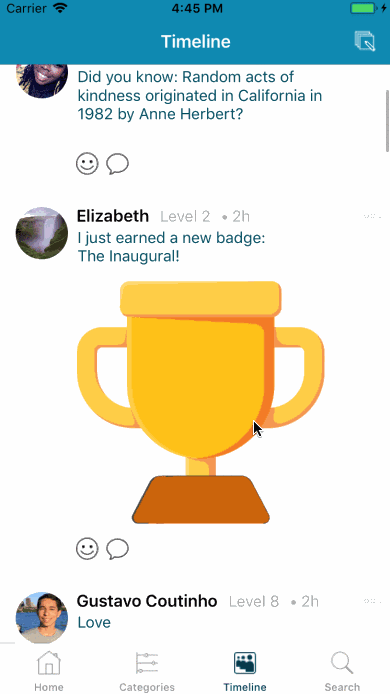 Carrier 4:45 PM
Timeline
Did you know: Random acts of
kindness originated in California in
1982 by Anne Herbert?
Elizabeth Level 2 • 2h
I just earned a new badge:
The Inaugural!
Gustavo Coutinho Level 8 • 2h
Love
Home Categories Timeline Search